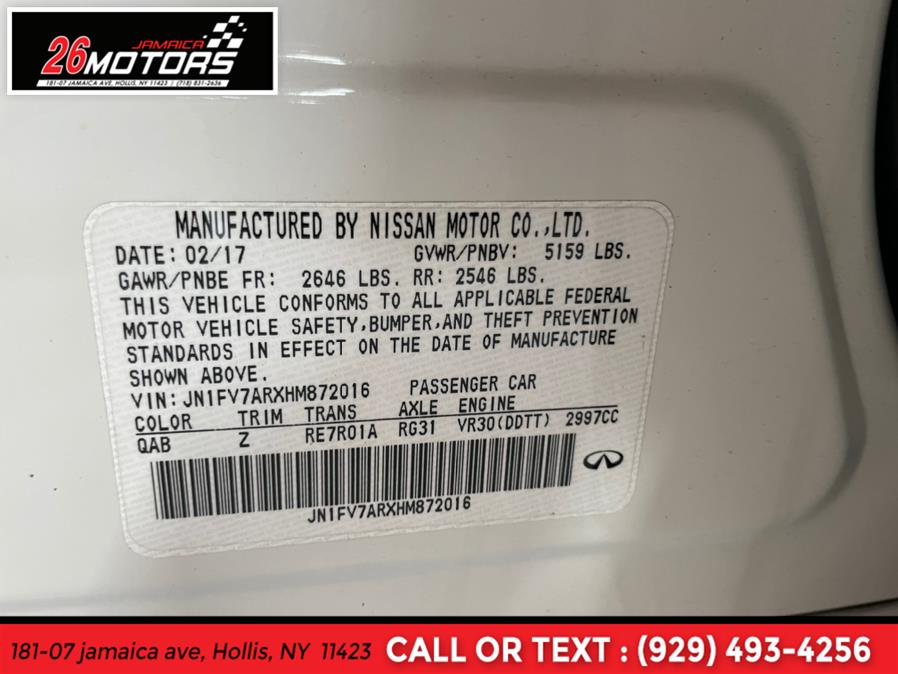 JAMAICA
26 MOTORS
181-07 JAMAICA AVE, HOLLIS, NY 11423 | (718) 831-2636
MANUFACTURED BY NISSAN MOTOR CO.,LTD.
DATE: 02/17 GVWR/PNBV: 5159 LBS.
GAWR/PNBE FR: 2646 LBS. RR: 2546 LBS.
THIS VEHICLE CONFORMS TO ALL APPLICABLE FEDERAL
MOTOR VEHICLE SAFETY,BUMPER,AND THEFT PREVENTION
STANDARDS IN EFFECT ON THE DATE OF MANUFACTURE
SHOWN ABOVE.
VIN: JN1FV7ARXHM872016 PASSENGER CAR
COLOR TRIM TRANS AXLE ENGINE
QAB Z RE7R01A RG31 VR30(DDTT) 2997CC
JN1FV7ARXHM872016
181-07 jamaica ave, Hollis, NY 11423 CALL OR TEXT : (929) 493-4256